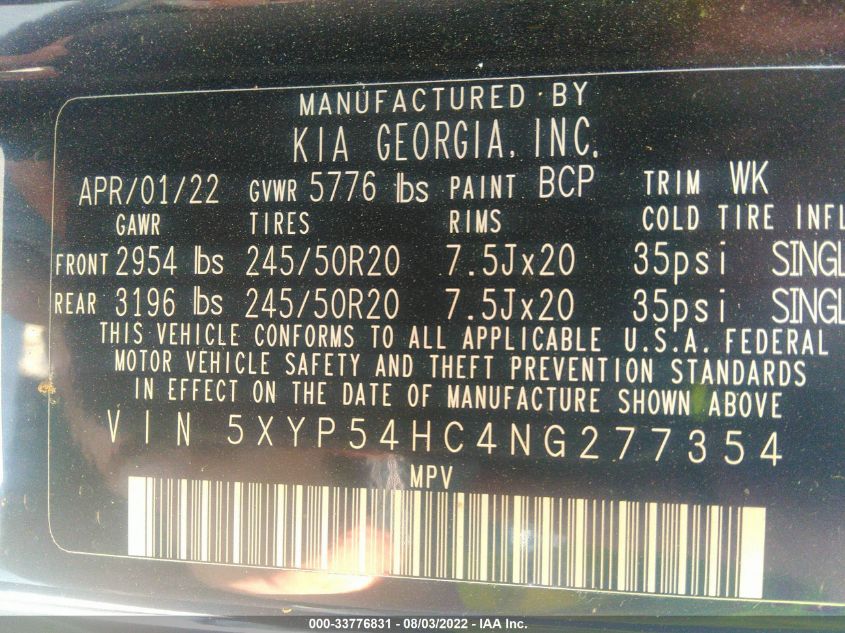 MANUFACTURED BY
KIA GEORGIA, INC.
APR/01/22 GVWR 5776 lbs PAINT BCP TRIM WK
GAWR TIRES RIMS COLD TIRE INFL
FRONT 2954 lbs 245/50R20 7.5Jx20 35psi SINGL
REAR 3196 lbs 245/50R20 7.5Jx20 35psi SINGL
THIS VEHICLE CONFORMS TO ALL APPLICABLE U.S.A. FEDERAL
MOTOR VEHICLE SAFETY AND THEFT PREVENTION STANDARDS
IN EFFECT ON THE DATE OF MANUFACTURE SHOWN ABOVE
VIN 5XYP54HC4NG277354
MPV
000-33776831 - 08/03/2022 - IAA Inc.